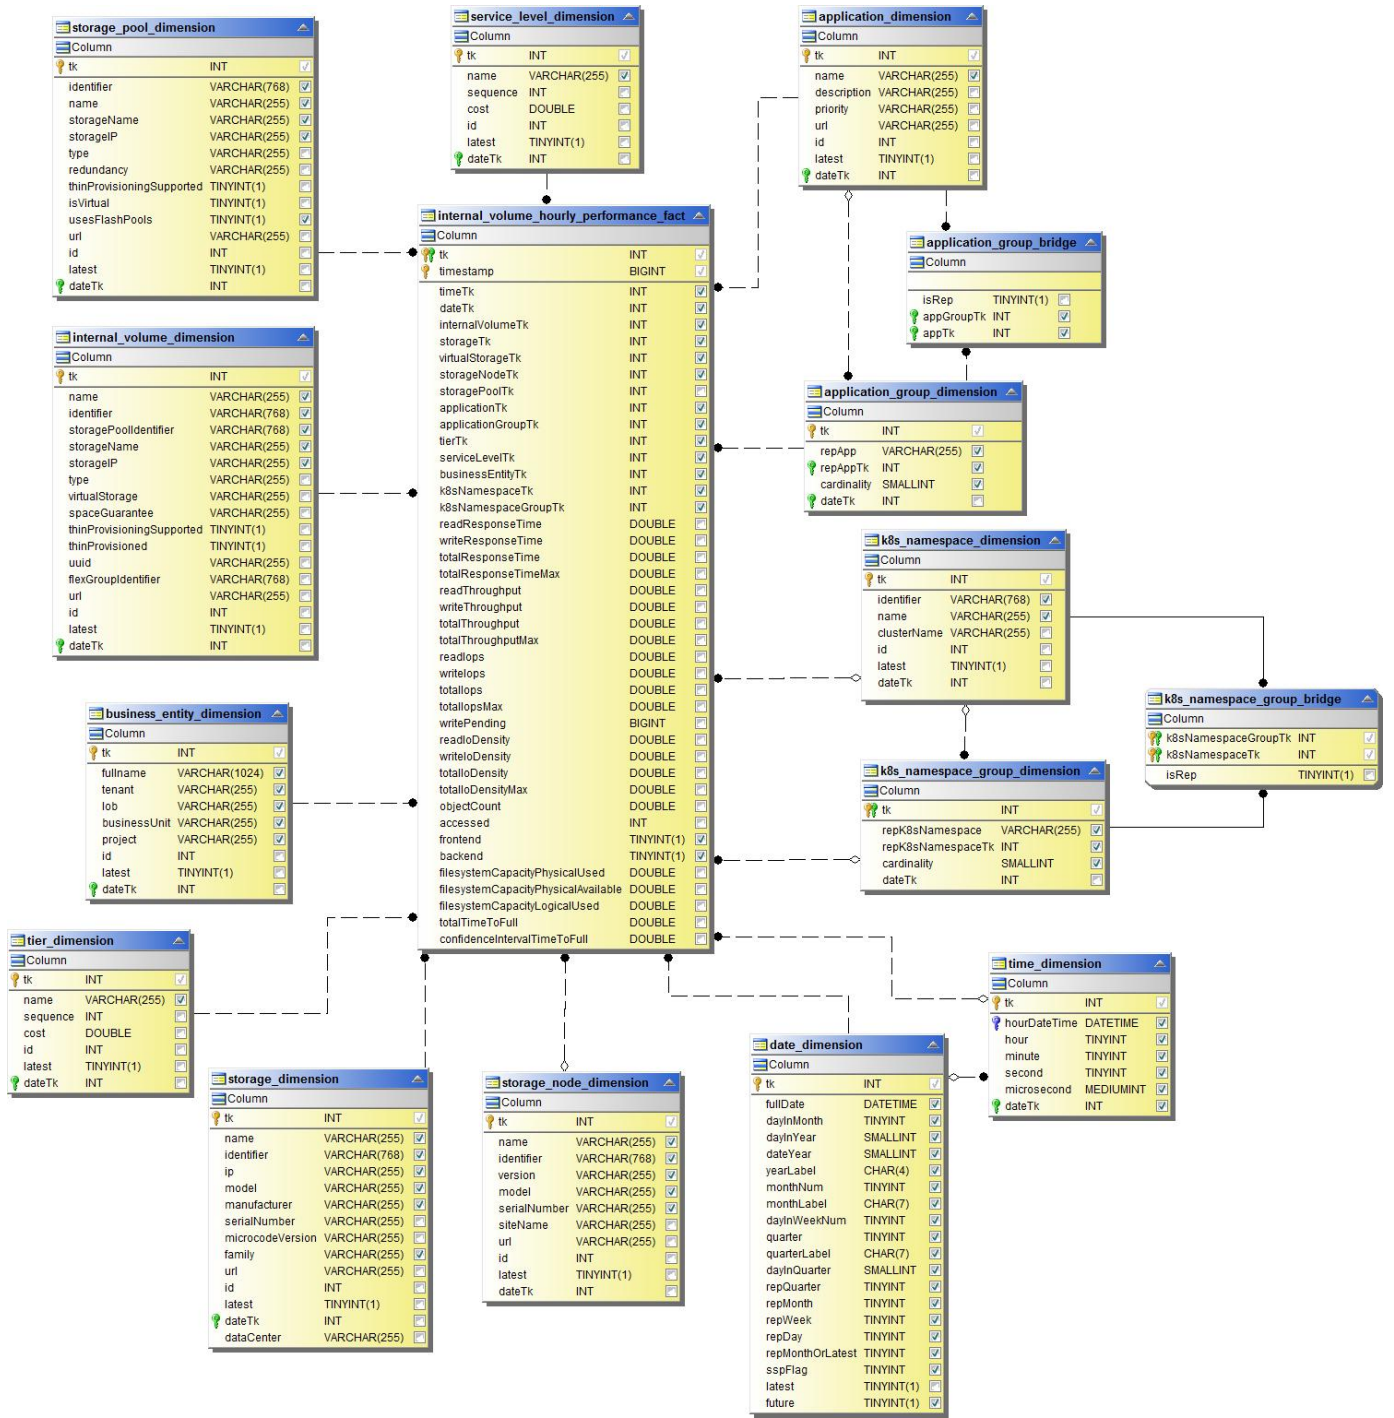 storage_pool_dimension
Column
tk INT
identifier VARCHAR(768)
name VARCHAR(255)
storageName VARCHAR(255)
storageIP VARCHAR(255)
type VARCHAR(255)
redundancy VARCHAR(255)
thinProvisioningSupported TINYINT(1)
isVirtual TINYINT(1)
usesFlashPools TINYINT(1)
url VARCHAR(255)
id INT
latest TINYINT(1)
dateTk INT
service_level_dimension
Column
tk INT
name VARCHAR(255)
sequence INT
cost DOUBLE
id INT
latest TINYINT(1)
dateTk INT
application_dimension
Column
tk INT
name VARCHAR(255)
description VARCHAR(255)
priority VARCHAR(255)
url VARCHAR(255)
id INT
latest TINYINT(1)
dateTk INT
internal_volume_hourly_performance_fact
Column
tk INT
timestamp BIGINT
timeTk INT
dateTk INT
internalVolumeTk INT
storageTk INT
virtualStorageTk INT
storageNodeTk INT
storagePoolTk INT
applicationTk INT
applicationGroupTk INT
tierTk INT
serviceLevelTk INT
businessEntityTk INT
k8sNamespaceTk INT
k8sNamespaceGroupTk INT
readResponseTime DOUBLE
writeResponseTime DOUBLE
totalResponseTime DOUBLE
totalResponseTimeMax DOUBLE
readThroughput DOUBLE
writeThroughput DOUBLE
totalThroughput DOUBLE
totalThroughputMax DOUBLE
readIops DOUBLE
writeIops DOUBLE
totalIops DOUBLE
totalIopsMax DOUBLE
writePending BIGINT
readIoDensity DOUBLE
writeIoDensity DOUBLE
totalIoDensity DOUBLE
totalIoDensityMax DOUBLE
objectCount DOUBLE
accessed INT
frontend TINYINT(1)
backend TINYINT(1)
filesystemCapacityPhysicalUsed DOUBLE
filesystemCapacityPhysicalAvailable DOUBLE
filesystemCapacityLogicalUsed DOUBLE
totalTimeToFull DOUBLE
confidenceIntervalTimeToFull DOUBLE
application_group_bridge
Column
isRep TINYINT(1)
appGroupTk INT
appTk INT
internal_volume_dimension
Column
tk INT
name VARCHAR(255)
identifier VARCHAR(768)
storagePoolIdentifier VARCHAR(768)
storageName VARCHAR(255)
storageIP VARCHAR(255)
type VARCHAR(255)
virtualStorage VARCHAR(255)
spaceGuarantee VARCHAR(255)
thinProvisioningSupported TINYINT(1)
thinProvisioned TINYINT(1)
uuid VARCHAR(255)
flexGroupIdentifier VARCHAR(768)
url VARCHAR(255)
id INT
latest TINYINT(1)
dateTk INT
application_group_dimension
Column
tk INT
repApp VARCHAR(255)
repAppTk INT
cardinality SMALLINT
dateTk INT
k8s_namespace_dimension
Column
tk INT
identifier VARCHAR(768)
name VARCHAR(255)
clusterName VARCHAR(255)
id INT
latest TINYINT(1)
dateTk INT
k8s_namespace_group_bridge
Column
k8sNamespaceGroupTk INT
k8sNamespaceTk INT
isRep TINYINT(1)
business_entity_dimension
Column
tk INT
fullname VARCHAR(1024)
tenant VARCHAR(255)
lob VARCHAR(255)
businessUnit VARCHAR(255)
project VARCHAR(255)
id INT
latest TINYINT(1)
dateTk INT
k8s_namespace_group_dimension
Column
tk INT
repK8sNamespace VARCHAR(255)
repK8sNamespaceTk INT
cardinality SMALLINT
dateTk INT
tier_dimension
Column
tk INT
name VARCHAR(255)
sequence INT
cost DOUBLE
id INT
latest TINYINT(1)
dateTk INT
time_dimension
Column
tk INT
hourDateTime DATETIME
hour TINYINT
minute TINYINT
second TINYINT
microsecond MEDIUMINT
dateTk INT
storage_dimension
Column
tk INT
name VARCHAR(255)
identifier VARCHAR(768)
ip VARCHAR(255)
model VARCHAR(255)
manufacturer VARCHAR(255)
serialNumber VARCHAR(255)
microcodeVersion VARCHAR(255)
family VARCHAR(255)
url VARCHAR(255)
id INT
latest TINYINT(1)
dateTk INT
dataCenter VARCHAR(255)
storage_node_dimension
Column
tk INT
name VARCHAR(255)
identifier VARCHAR(768)
version VARCHAR(255)
model VARCHAR(255)
serialNumber VARCHAR(255)
siteName VARCHAR(255)
url VARCHAR(255)
id INT
latest TINYINT(1)
dateTk INT
date_dimension
Column
tk INT
fullDate DATETIME
dayInMonth TINYINT
dayInYear SMALLINT
dateYear SMALLINT
yearLabel CHAR(4)
monthNum TINYINT
monthLabel CHAR(7)
dayInWeekNum TINYINT
quarter TINYINT
quarterLabel CHAR(7)
dayInQuarter SMALLINT
repQuarter TINYINT
repMonth TINYINT
repWeek TINYINT
repDay TINYINT
repMonthOrLatest TINYINT
sspFlag TINYINT
latest TINYINT(1)
future TINYINT(1)